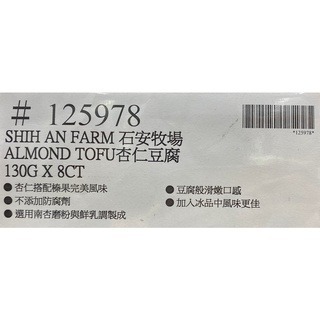 # 125978
*125978*
SHIH AN FARM 石安牧場
ALMOND TOFU杏仁豆腐
130G X 8CT
● 杏仁搭配榛果完美風味
● 不添加防腐劑
● 選用南杏磨粉與鮮乳調製成
● 豆腐般滑嫩口感
● 加入冰品中風味更佳